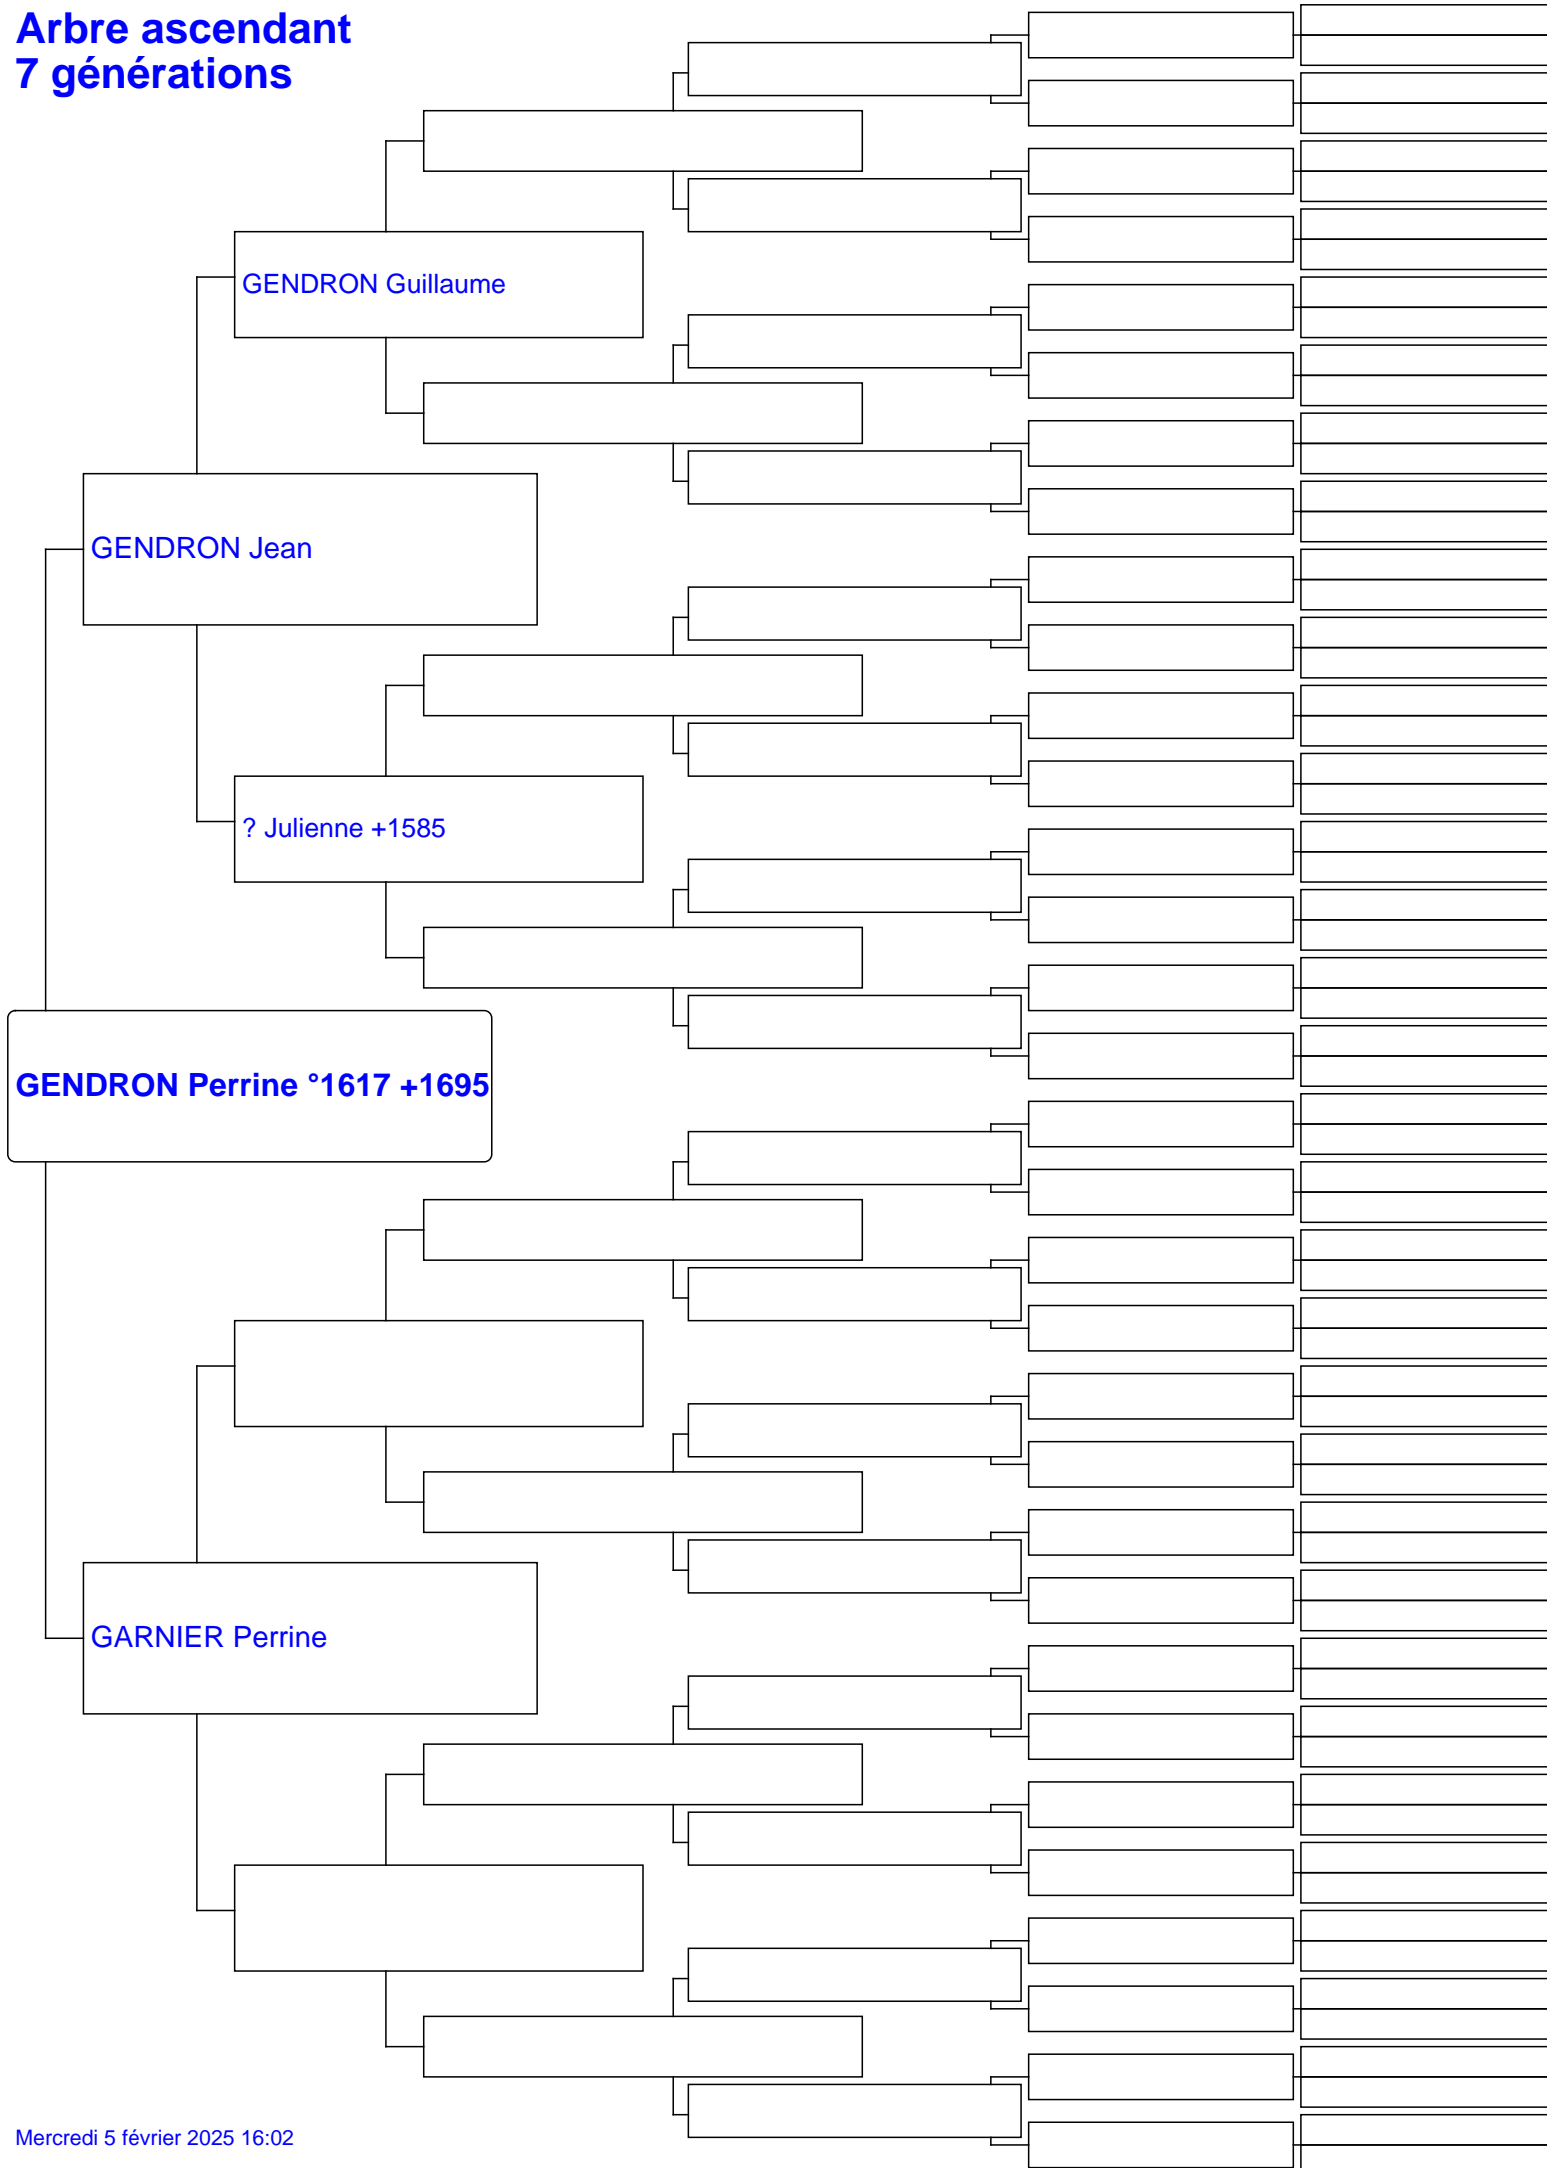 Arbre ascendant
7 générations
GENDRON Guillaume
GENDRON Jean
? Julienne +1585
GENDRON Perrine °1617 +1695
GARNIER Perrine
Mercredi 5 février 2025 16:02